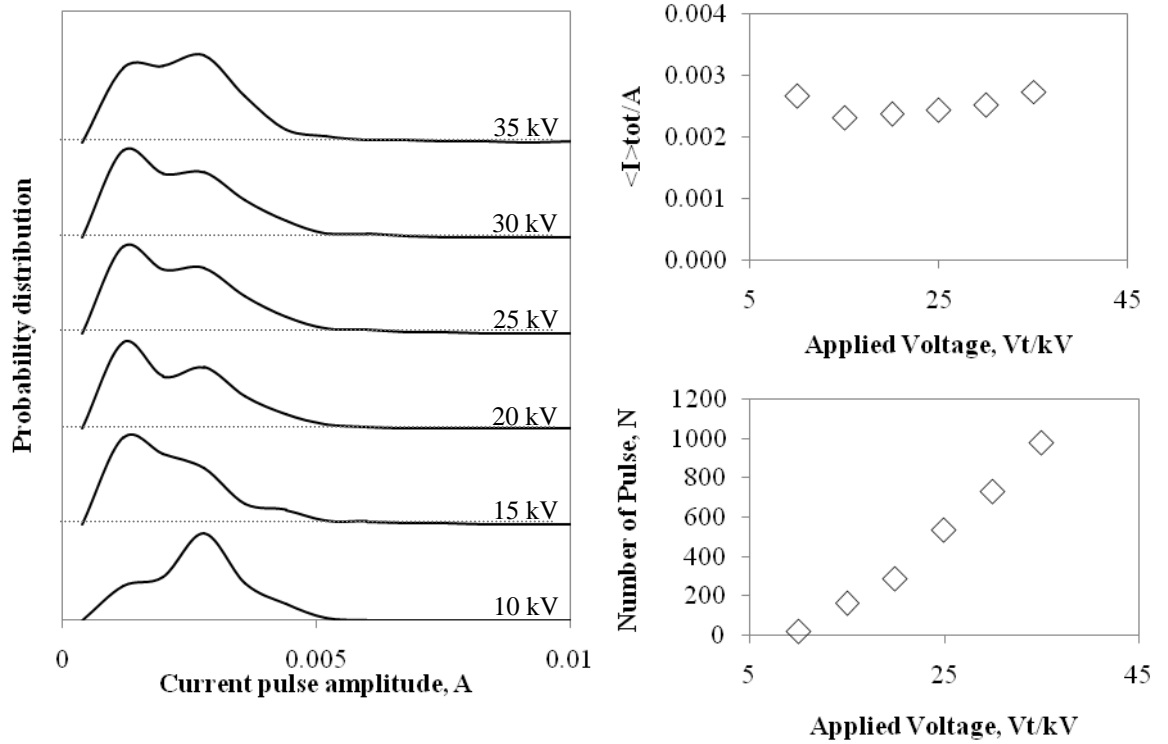 Probability distribution
35 kV
30 kV
25 kV
20 kV
15 kV
10 kV
0
0.005
0.01
Current pulse amplitude, A
<I>tot/A
0.004
0.003
0.002
0.001
0.000
5
25
45
Applied Voltage, Vt/kV
Number of Pulse, N
1200
1000
800
600
400
200
0
5
25
45
Applied Voltage, Vt/kV